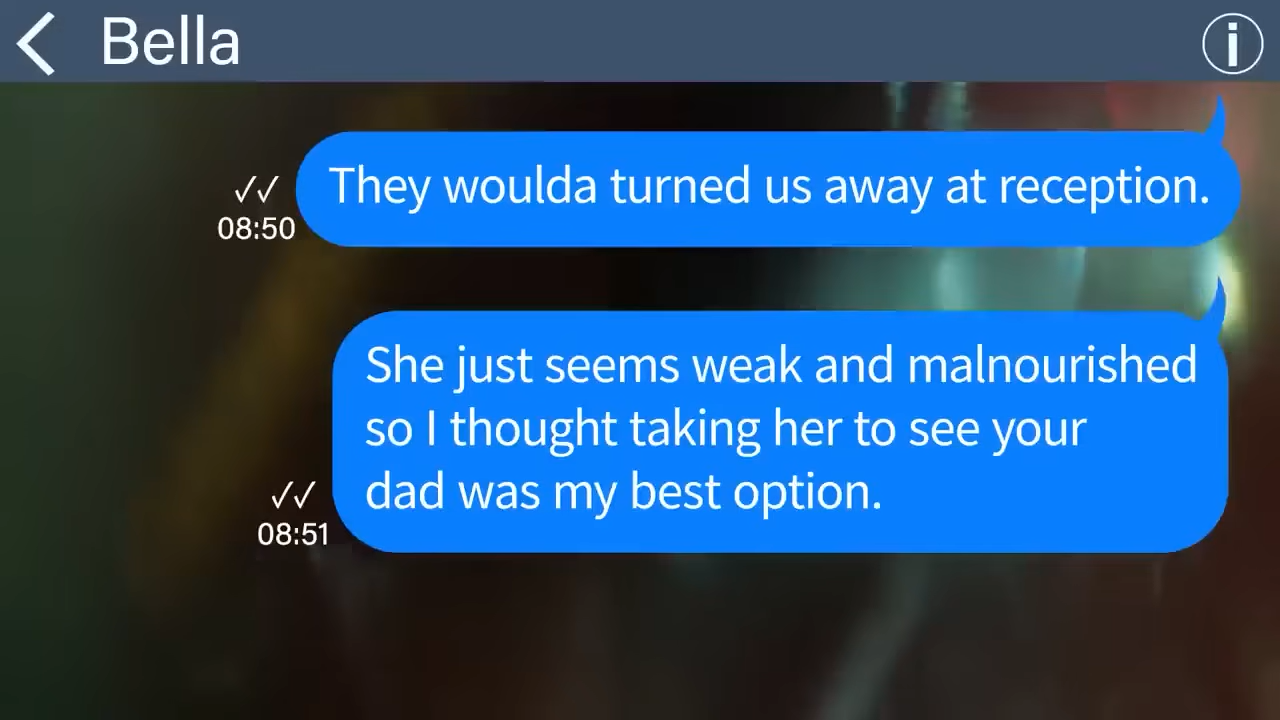 Bella
They woulda turned us away at reception.
08:50
She just seems weak and malnourished
so I thought taking her to see your
dad was my best option.
08:51